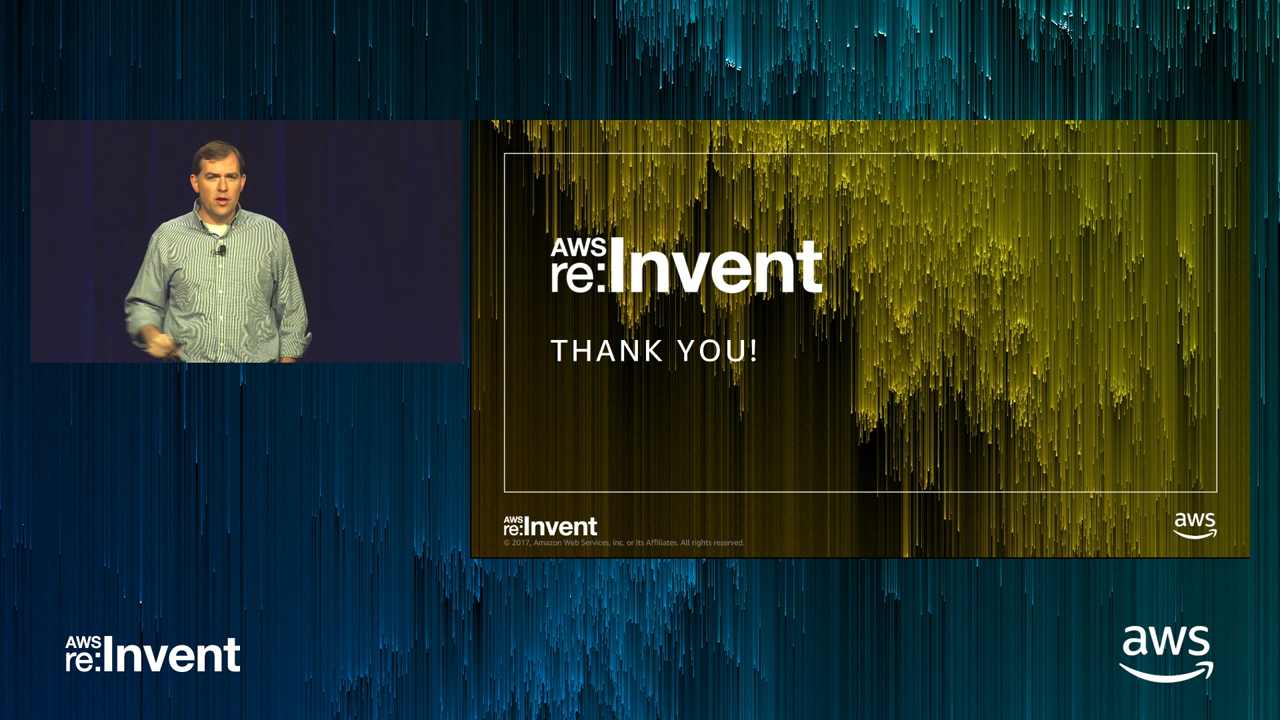 AWS
re:Invent
THANK YOU!
AWS
re:Invent
© 2017, Amazon Web Services, Inc. or its Affiliates. All rights reserved.
aws
AWS
re:Invent
aws